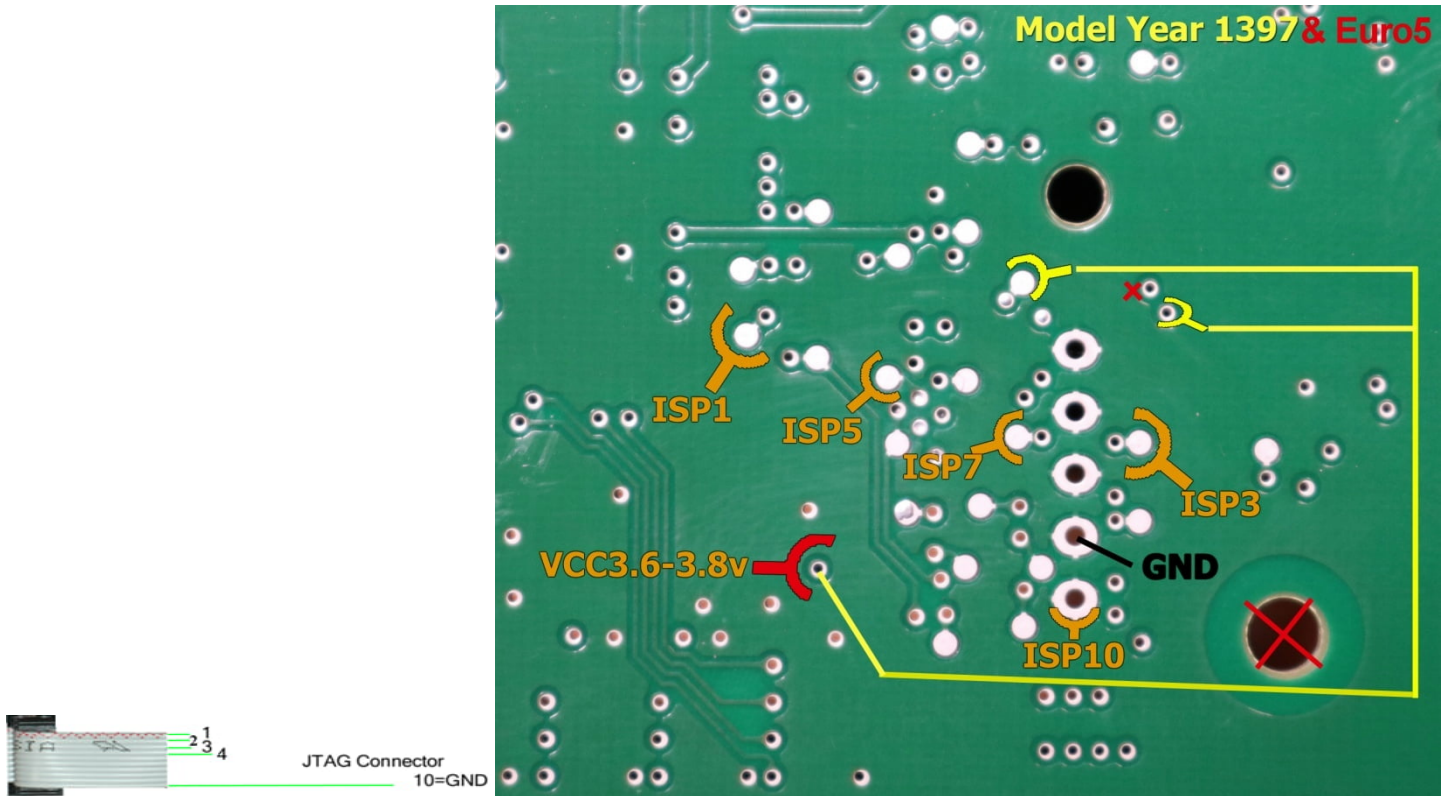 Model Year 1397 & Euro5
ISP1
ISP5
ISP7
ISP3
VCC3.6-3.8v
GND
ISP10
1
2
3
4
JTAG Connector
10=GND